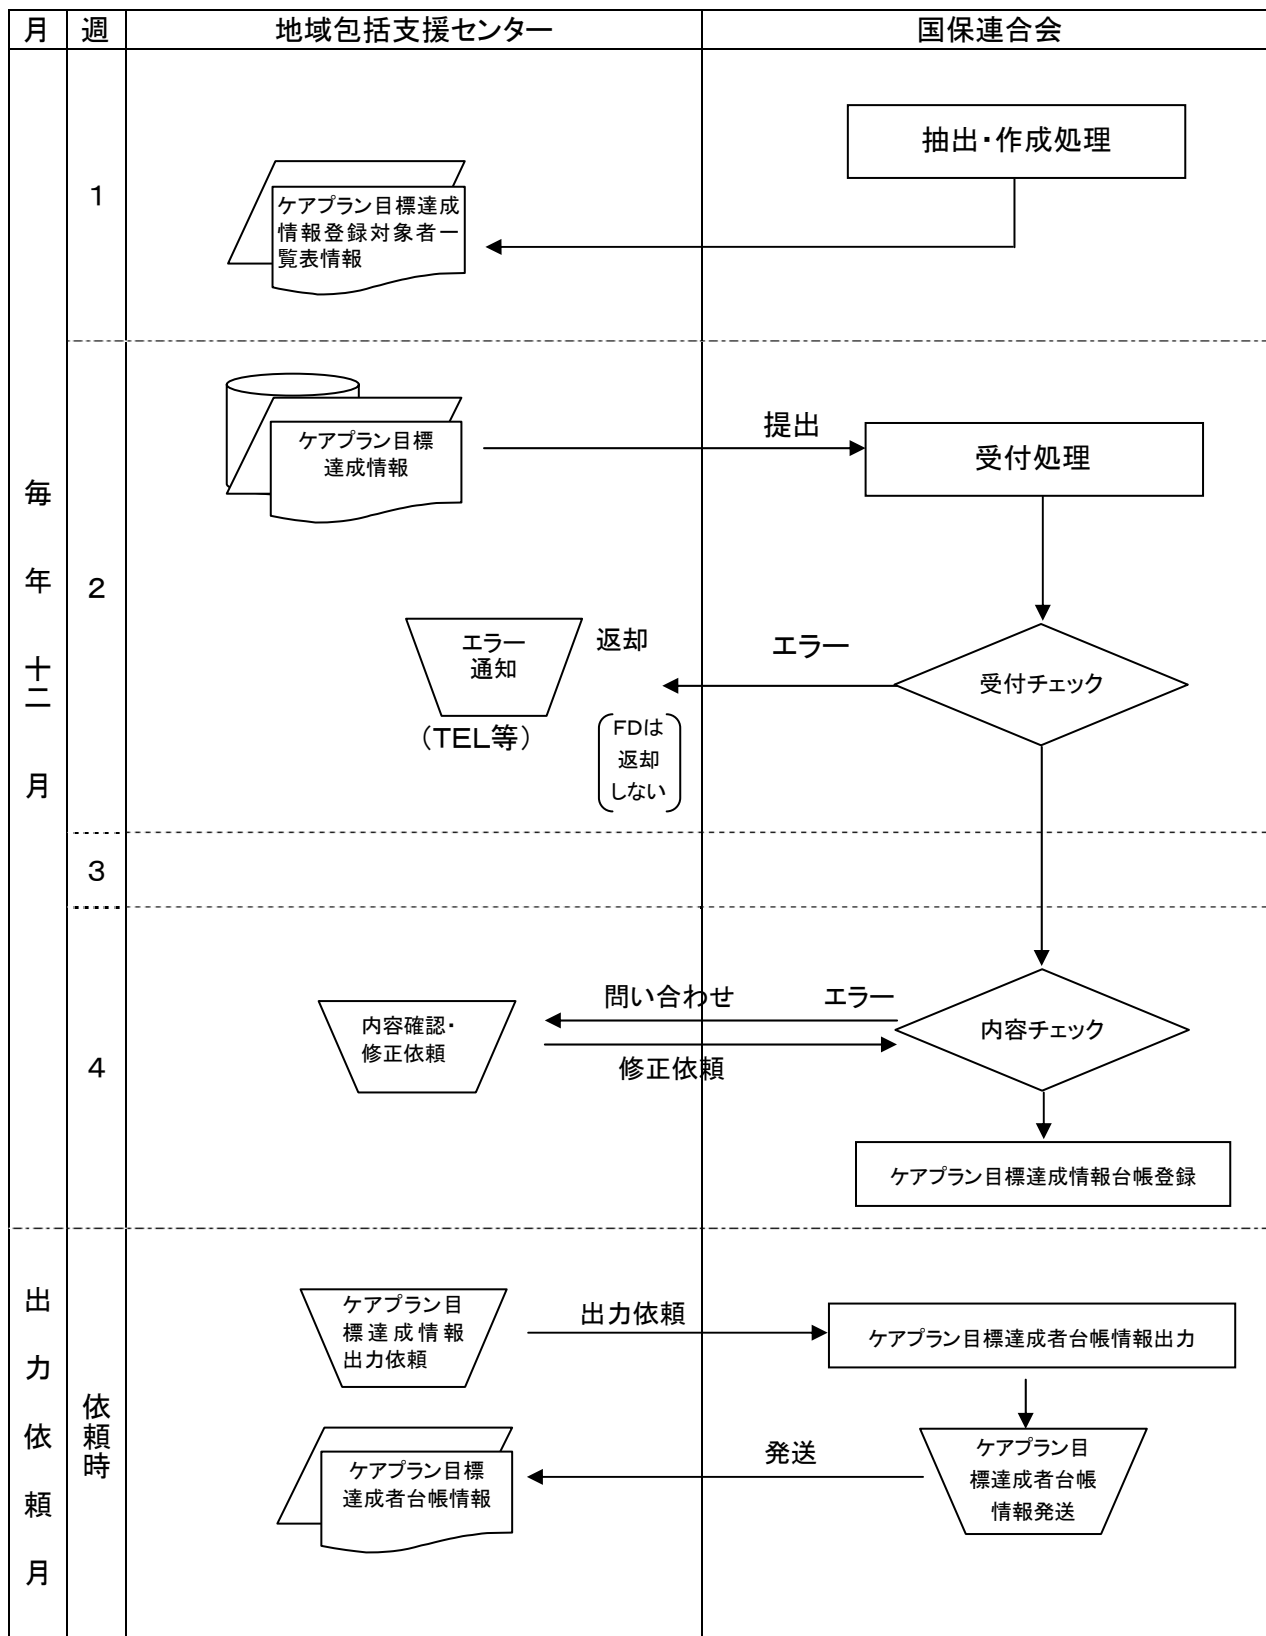 月 週 地域包括支援センター 国保連合会
毎年十二月
1
抽出・作成処理
ケアプラン目標達成
情報登録対象者一
覧表情報
2
ケアプラン目標
達成情報
提出
受付処理
エラー
通知
(TEL等)
返却
FDは
返却
しない
エラー
受付チェック
3
4
内容確認・
修正依頼
問い合わせ
エラー
修正依頼
内容チェック
ケアプラン目標達成情報台帳登録
出力依頼月
依頼時
ケアプラン目
標達成情報
出力依頼
出力依頼
ケアプラン目標達成者台帳情報出力
ケアプラン目標
達成者台帳情報
発送
ケアプラン目
標達成者台帳
情報発送